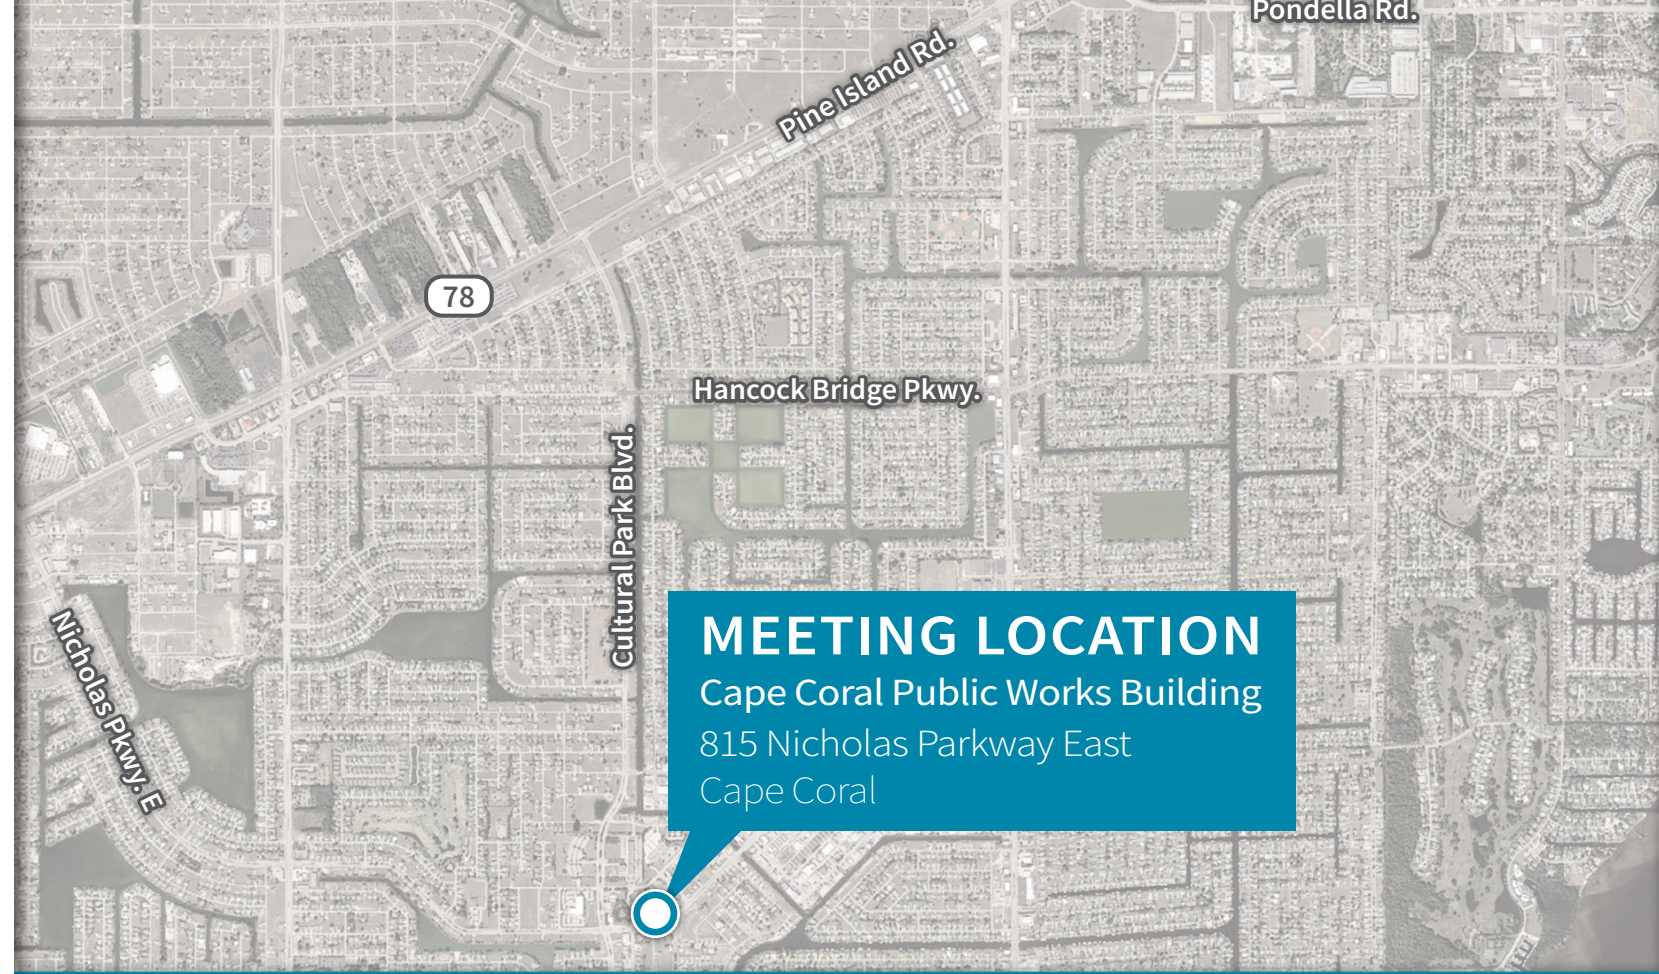 Pondella Rd.
Pine Island Rd.
78
Hancock Bridge Pkwy.
Cultural Park Blvd.
Nicholas Pkwy. E
MEETING LOCATION
Cape Coral Public Works Building
815 Nicholas Parkway East
Cape Coral